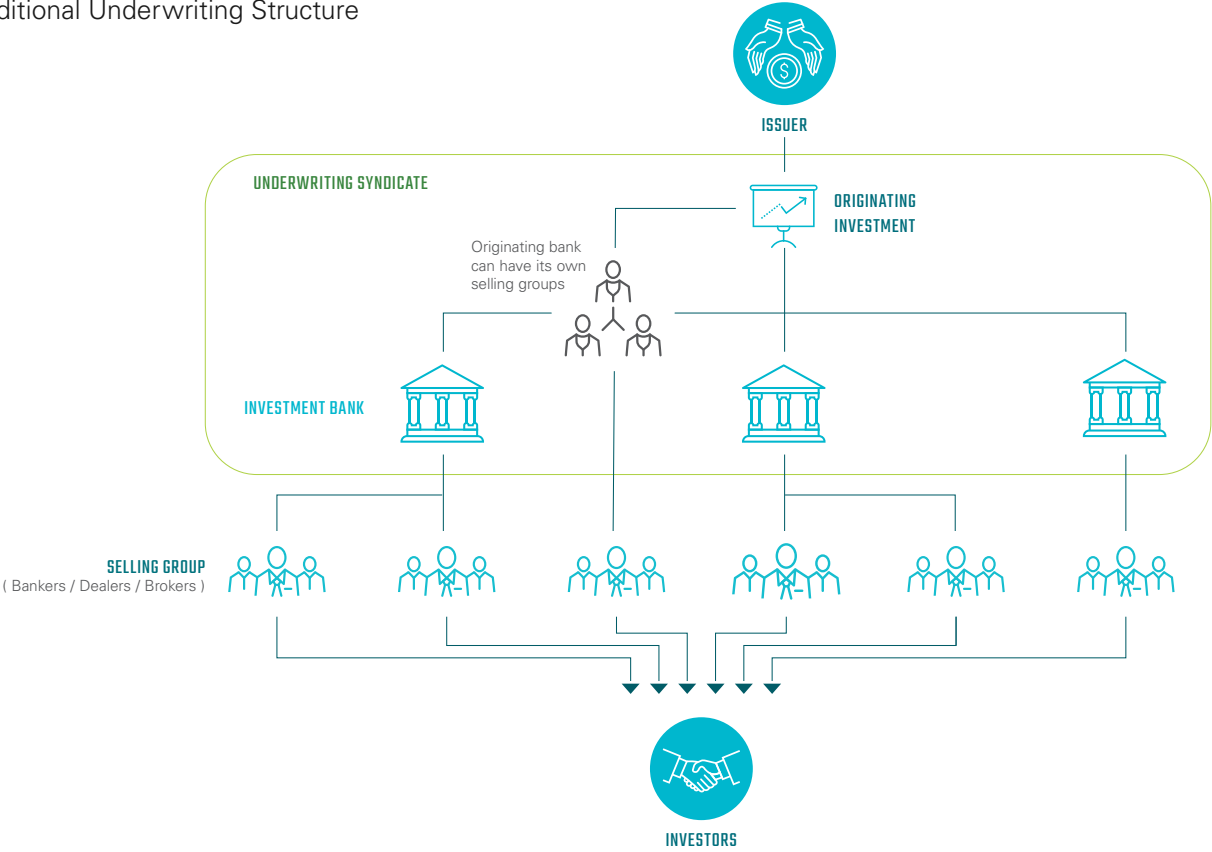 ditional Underwriting Structure
$
ISSUER
UNDERWRITING SYNDICATE
ORIGINATING
INVESTMENT
Originating bank
can have its own
selling groups
INVESTMENT BANK
SELLING GROUP
( Bankers / Dealers / Brokers )
INVESTORS